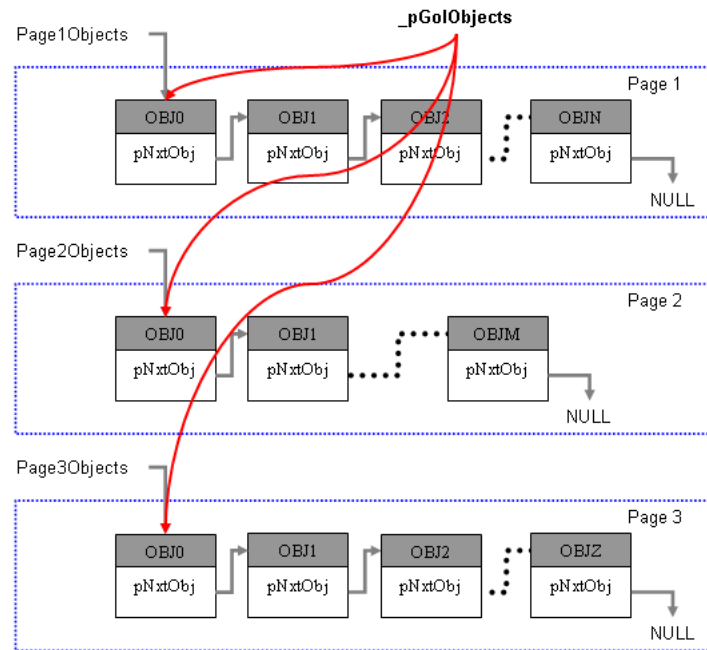 _pGolObjects
Page1Objects
Page 1
OBJ0
OBJ1
OBJ2
OBJN
pNxtObj
pNxtObj
pNxtObj
pNxtObj
NULL
Page2Objects
Page 2
OBJ0
OBJ1
OBJM
pNxtObj
pNxtObj
pNxtObj
NULL
Page3Objects
Page 3
OBJ0
OBJ1
OBJ2
OBJZ
pNxtObj
pNxtObj
pNxtObj
pNxtObj
NULL